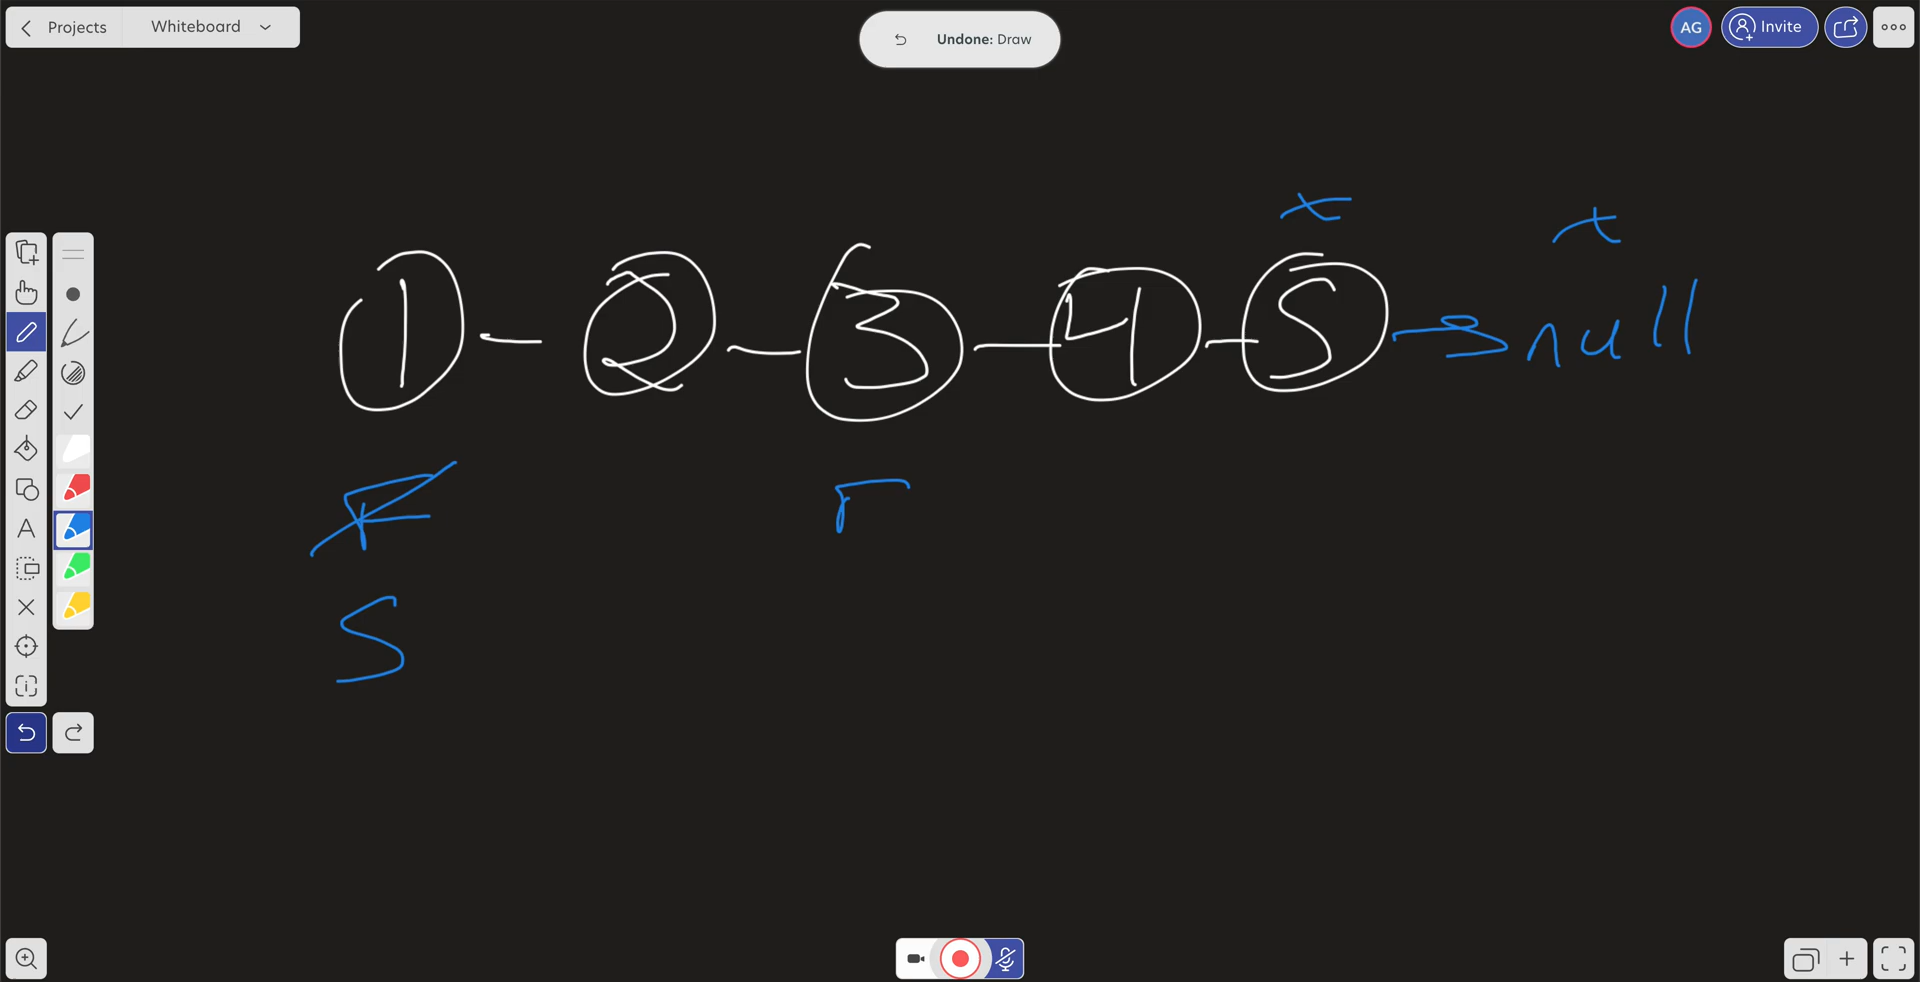 Projects Whiteboard
Undone: Draw
AG Invite
t t
1 2 3 4 5 null
F
S
A